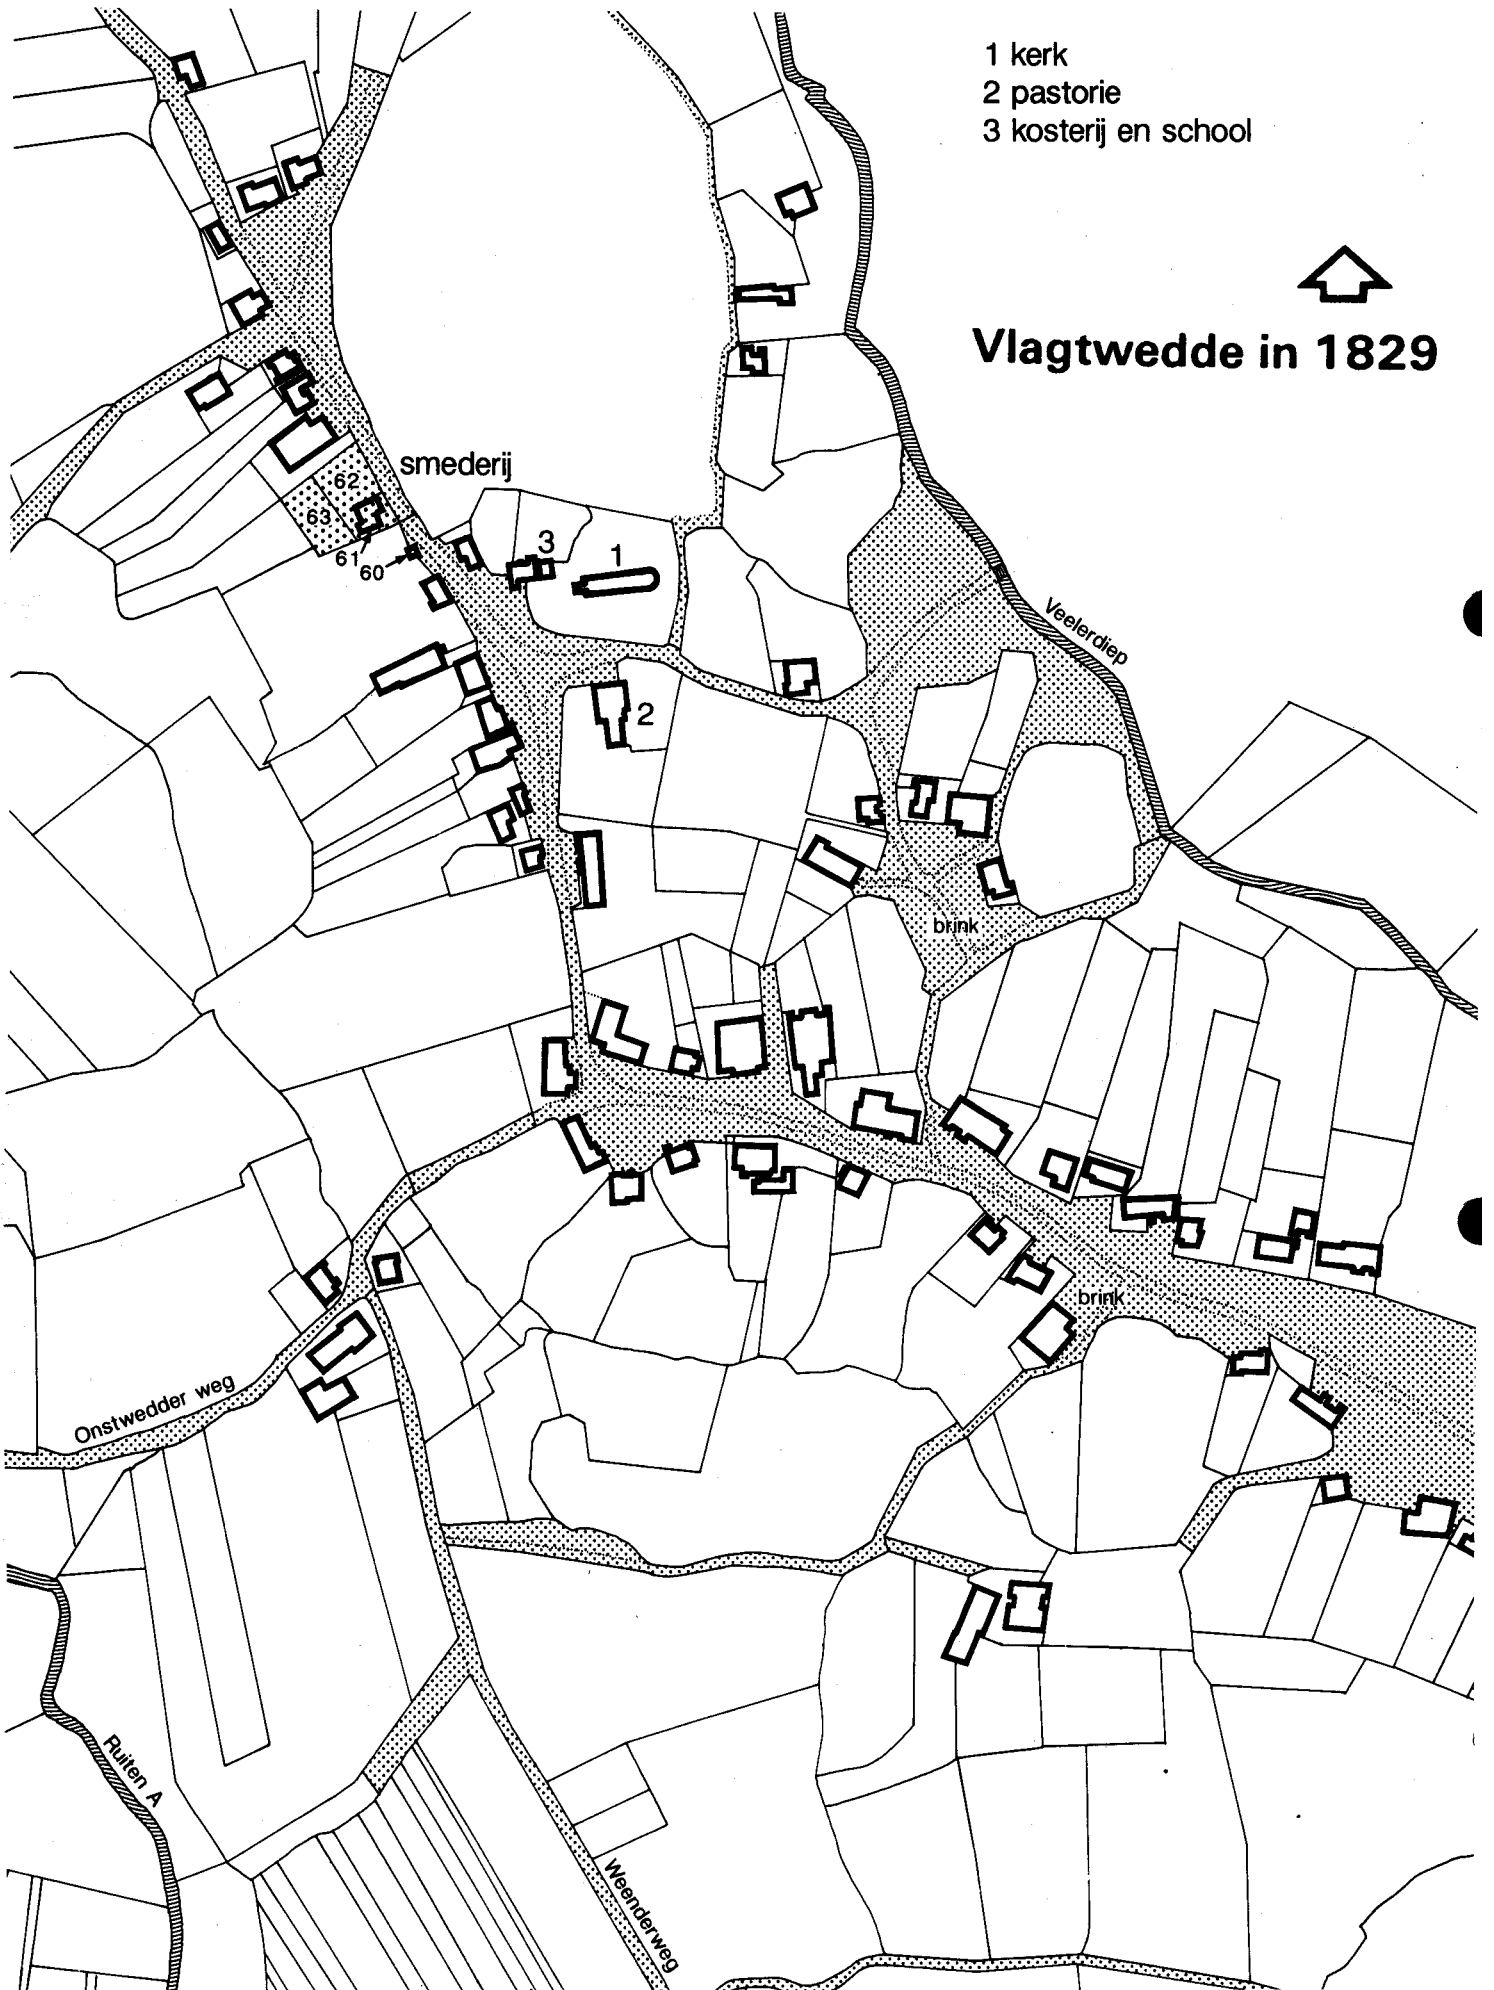 1 kerk
2 pastorie
3 kosterij en school
Vlagtwedde in 1829
smederij
62
63
61
60
3
1
Veelerdiep
2
brink
brink
Onstwedder weg
Ruiten A
Weenderweg